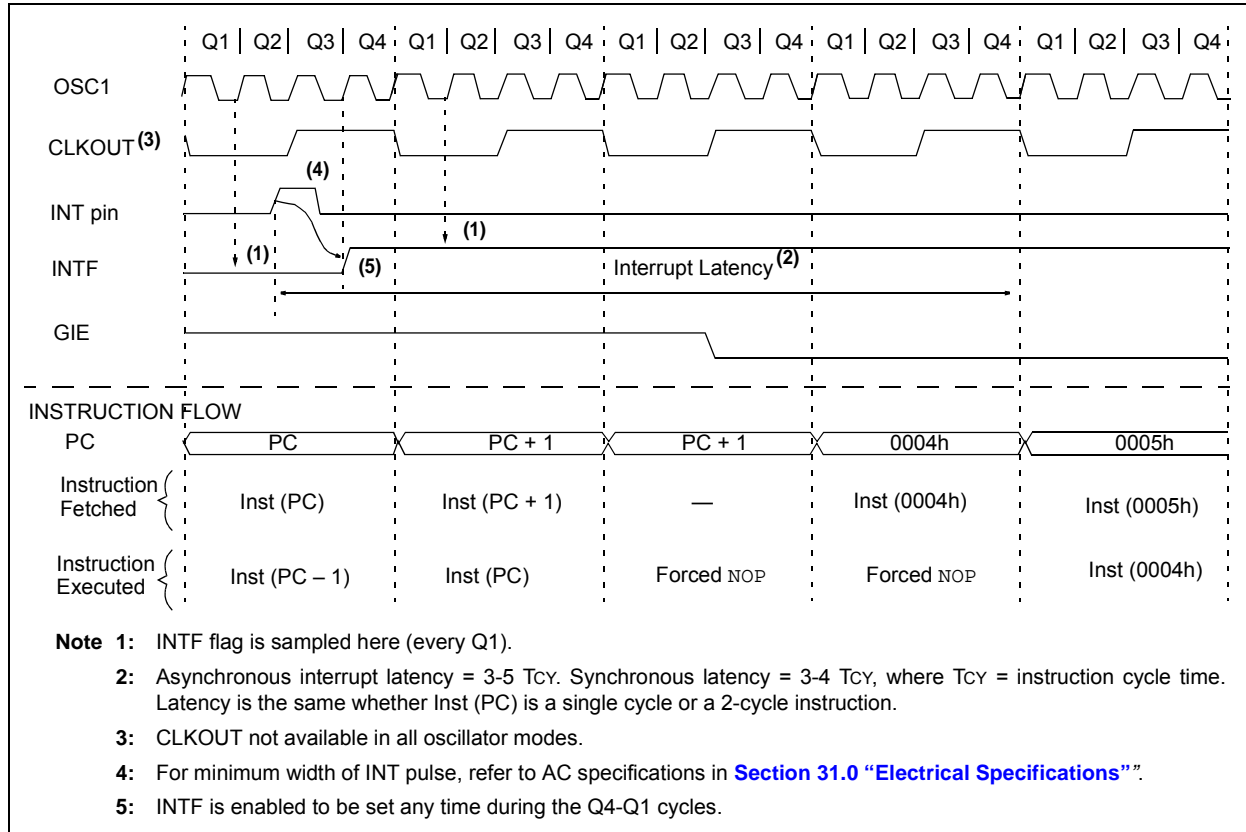 Q1 Q2 Q3 Q4 Q1 Q2 Q3 Q4 Q1 Q2 Q3 Q4 Q1 Q2 Q3 Q4 Q1 Q2 Q3 Q4
OSC1
CLKOUT (3)
(4)
INT pin
(1) (1)
INTF (5) Interrupt Latency (2)
GIE
INSTRUCTION FLOW
PC PC PC + 1 PC + 1 0004h 0005h
Instruction Fetched Inst (PC) Inst (PC + 1) — Inst (0004h) Inst (0005h)
Instruction Executed Inst (PC – 1) Inst (PC) Forced NOP Forced NOP Inst (0004h)
Note 1: INTF flag is sampled here (every Q1).
2: Asynchronous interrupt latency = 3-5 TCY. Synchronous latency = 3-4 TCY, where TCY = instruction cycle time.
Latency is the same whether Inst (PC) is a single cycle or a 2-cycle instruction.
3: CLKOUT not available in all oscillator modes.
4: For minimum width of INT pulse, refer to AC specifications in Section 31.0 “Electrical Specifications””.
5: INTF is enabled to be set any time during the Q4-Q1 cycles.